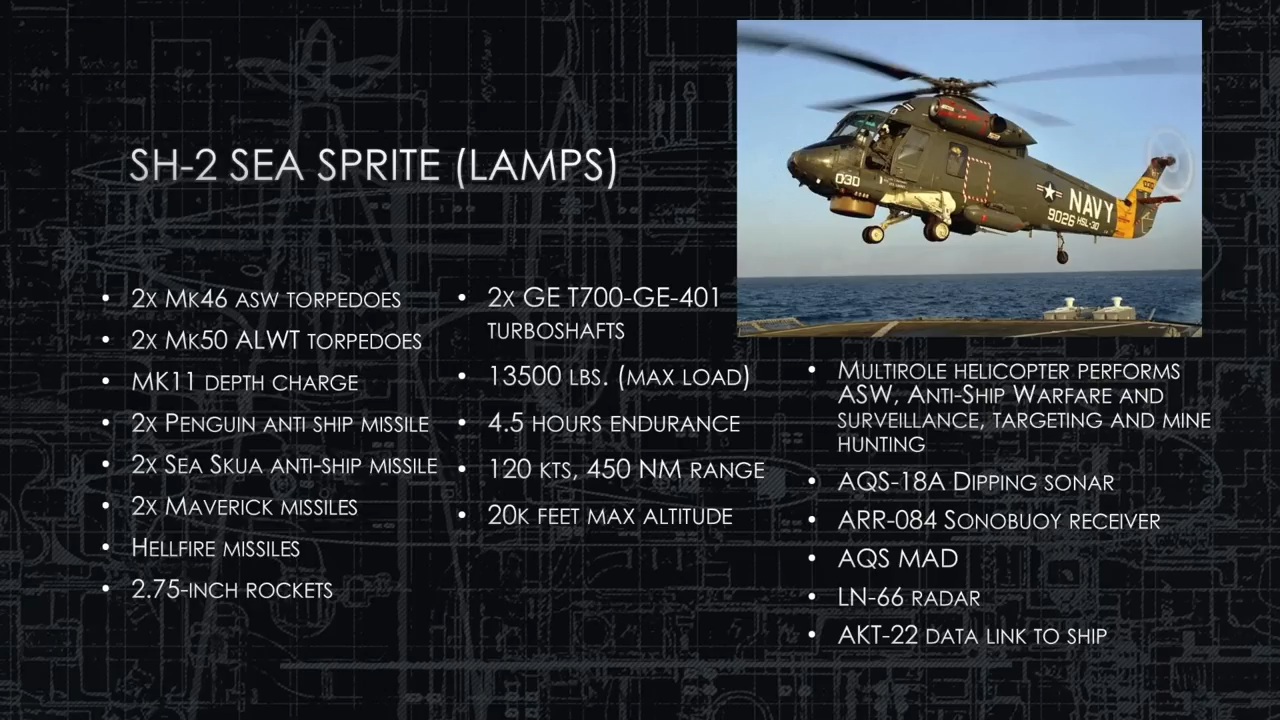 SH-2 SEA SPRITE (LAMPS)
• 2x Mk46 ASW TORPEDOES
• 2x Mk50 ALWT TORPEDOES
• MK11 DEPTH CHARGE
• 2x PENGUIN ANTI SHIP MISSILE
• 2x SEA SKUA ANTI-SHIP MISSILE
• 2x MAVERICK MISSILES
• HELLFIRE MISSILES
• 2.75-INCH ROCKETS
• 2x GE T700-GE-401
TURBOSHAFTS
• 13500 LBS. (MAX LOAD)
• 4.5 HOURS ENDURANCE
• 120 KTS, 450 NM RANGE
• 20K FEET MAX ALTITUDE
030
NAVY
9026 HSL-30
• MULTIROLE HELICOPTER PERFORMS
ASW, ANTI-SHIP WARFARE AND
SURVEILLANCE, TARGETING AND MINE
HUNTING
• AQS-18A DIPPING SONAR
• ARR-084 SONOBUOY RECEIVER
• AQS MAD
• LN-66 RADAR
• AKT-22 DATA LINK TO SHIP